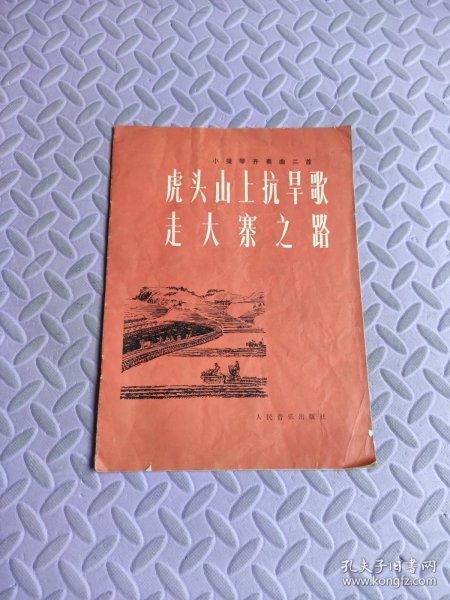 小提琴齐奏曲二首
虎头山上抗旱歌
走大寨之路
人民音乐出版社
孔夫子旧书网
www.kongfz.com